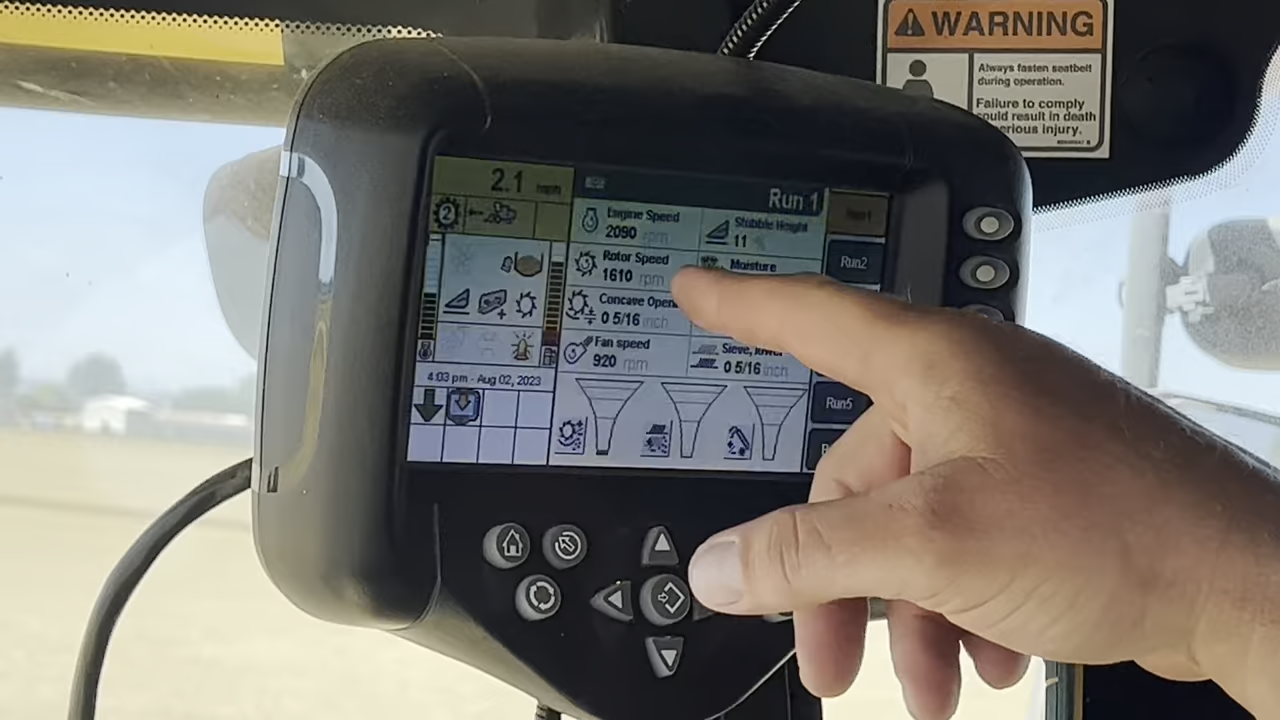 WARNING
Always fasten seatbelt
during operation.
Failure to comply
could result in death
serious injury.
2.1 mph
Run 1
2
Engine Speed
2090 rpm
Stubble Height
11
Run1
Rotor Speed
1610 rpm
Moisture
Run2
Concave Open
0 5/16 inch
Fan speed
920 rpm
Sieve, lower
0 5/16 inch
4:03 pm - Aug 02, 2023
Run5